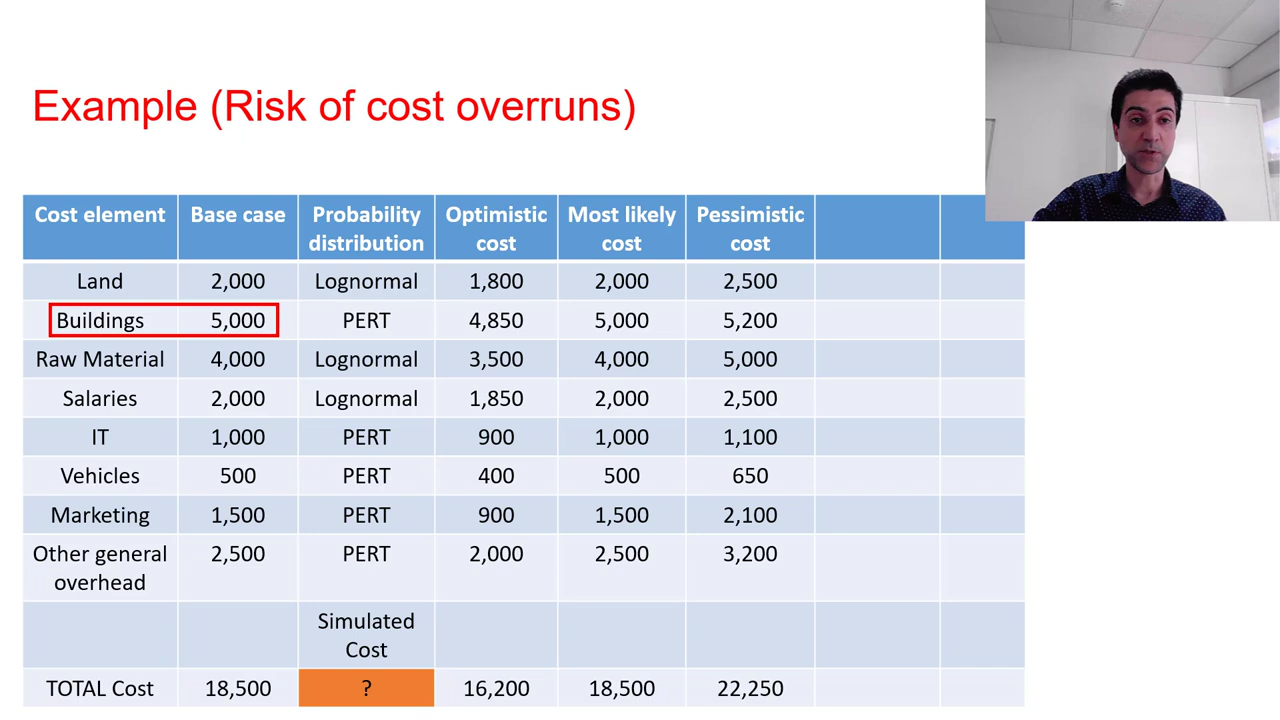 Example (Risk of cost overruns)
Cost element Base case Probability distribution Optimistic cost Most likely cost Pessimistic cost
Land 2,000 Lognormal 1,800 2,000 2,500
Buildings 5,000 PERT 4,850 5,000 5,200
Raw Material 4,000 Lognormal 3,500 4,000 5,000
Salaries 2,000 Lognormal 1,850 2,000 2,500
IT 1,000 PERT 900 1,000 1,100
Vehicles 500 PERT 400 500 650
Marketing 1,500 PERT 900 1,500 2,100
Other general overhead 2,500 PERT 2,000 2,500 3,200
Simulated Cost
TOTAL Cost 18,500 ? 16,200 18,500 22,250